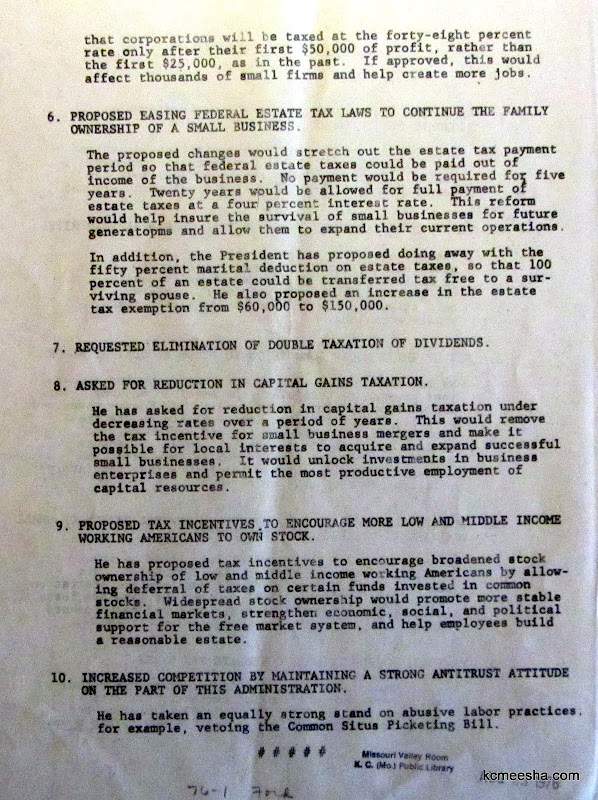 that corporations will be taxed at the forty-eight percent
rate only after their first $50,000 of profit, rather than
the first $25,000, as in the past. If approved, this would
affect thousands of small firms and help create more jobs.
6. PROPOSED EASING FEDERAL ESTATE TAX LAWS TO CONTINUE THE FAMILY
OWNERSHIP OF A SMALL BUSINESS.
The proposed changes would stretch out the estate tax payment
period so that federal estate taxes could be paid out of
income of the business. No payment would be required for five
years. Twenty years would be allowed for full payment of
estate taxes at a four percent interest rate. This reform
would help insure the survival of small businesses for future
generatopms and allow them to expand their current operations.
In addition, the President has proposed doing away with the
fifty percent marital deduction on estate taxes, so that 100
percent of an estate could be transferred tax free to a sur-
viving spouse. He also proposed an increase in the estate
tax exemption from $60,000 to $150,000.
7. REQUESTED ELIMINATION OF DOUBLE TAXATION OF DIVIDENDS.
8. ASKED FOR REDUCTION IN CAPITAL GAINS TAXATION.
He has asked for reduction in capital gains taxation under
decreasing rates over a period of years. This would remove
the tax incentive for small business mergers and make it
possible for local interests to acquire and expand successful
small businesses. It would unlock investments in business
enterprises and permit the most productive employment of
capital resources.
9. PROPOSED TAX INCENTIVES TO ENCOURAGE MORE LOW AND MIDDLE INCOME
WORKING AMERICANS TO OWN STOCK.
He has proposed tax incentives to encourage broadened stock
ownership of low and middle income working Americans by allow-
ing deferral of taxes on certain funds invested in common
stocks. Widespread stock ownership would promote more stable
financial markets, strengthen economic, social, and political
support for the free market system, and help employees build
a reasonable estate.
10. INCREASED COMPETITION BY MAINTAINING A STRONG ANTITRUST ATTITUDE
ON THE PART OF THIS ADMINISTRATION.
He has taken an equally strong stand on abusive labor practices,
for example, vetoing the Common Situs Picketing Bill.
# # # # #
Missouri Valley Room
K. C. (Mo.) Public Library
kcmeesha.com
76-1 Ford